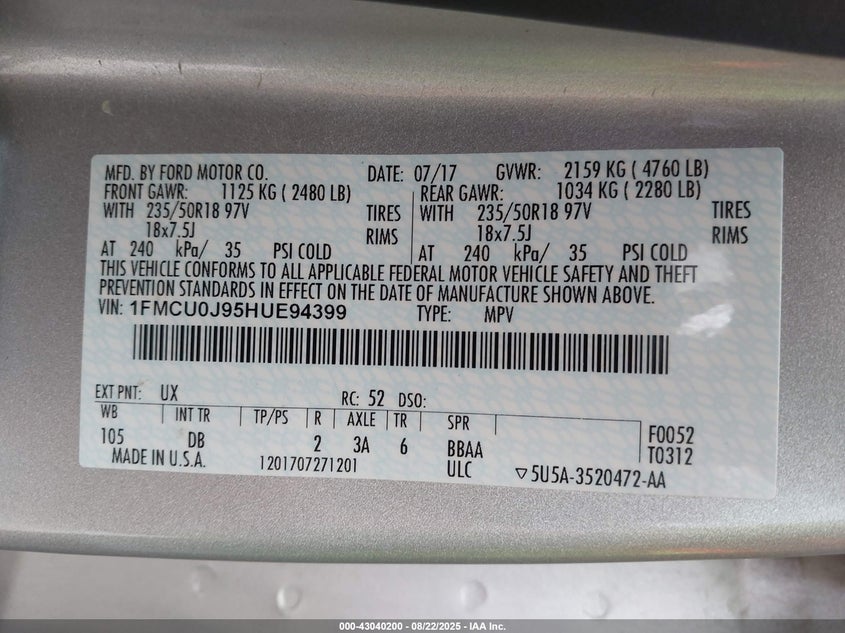 MFD. BY FORD MOTOR CO. DATE: 07/17 GVWR: 2159 KG ( 4760 LB)
FRONT GAWR: 1125 KG ( 2480 LB) REAR GAWR: 1034 KG ( 2280 LB)
WITH 235/50R18 97V TIRES WITH 235/50R18 97V TIRES
18x7.5J RIMS 18x7.5J RIMS
AT 240 kPa/ 35 PSI COLD AT 240 kPa/ 35 PSI COLD
THIS VEHICLE CONFORMS TO ALL APPLICABLE FEDERAL MOTOR VEHICLE SAFETY AND THEFT
PREVENTION STANDARDS IN EFFECT ON THE DATE OF MANUFACTURE SHOWN ABOVE.
VIN: 1FMCU0J95HUE94399 TYPE: MPV
EXT PNT: UX RC: 52 DSO:
WB INT TR TP/PS R AXLE TR SPR
105 DB 2 3A 6 BBAA F0052
T0312
MADE IN U.S.A. 1201707271201 ULC ▽5U5A-3520472-AA
000-43040200 - 08/22/2025 - IAA Inc.